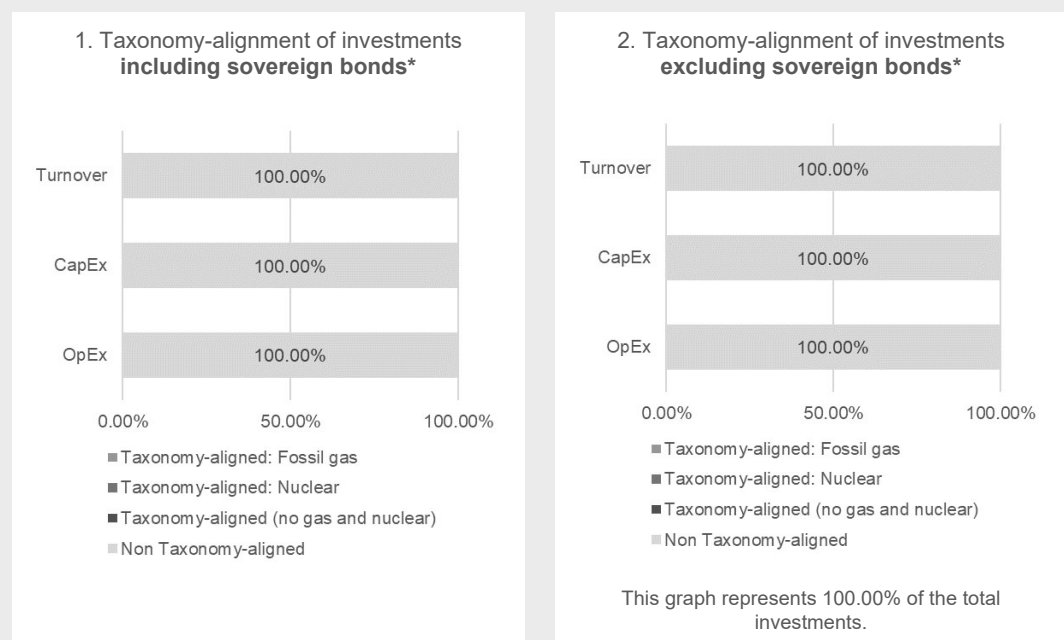 1. Taxonomy-alignment of investments
including sovereign bonds*
Turnover
100.00%
CapEx
100.00%
OpEx
100.00%
0.00%
50.00%
100.00%
Taxonomy-aligned: Fossil gas
Taxonomy-aligned: Nuclear
Taxonomy-aligned (no gas and nuclear)
Non Taxonomy-aligned
2. Taxonomy-alignment of investments
excluding sovereign bonds*
Turnover
100.00%
CapEx
100.00%
OpEx
100.00%
0.00%
50.00%
100.00%
Taxonomy-aligned: Fossil gas
Taxonomy-aligned: Nuclear
Taxonomy-aligned (no gas and nuclear)
Non Taxonomy-aligned
This graph represents 100.00% of the total
investments.